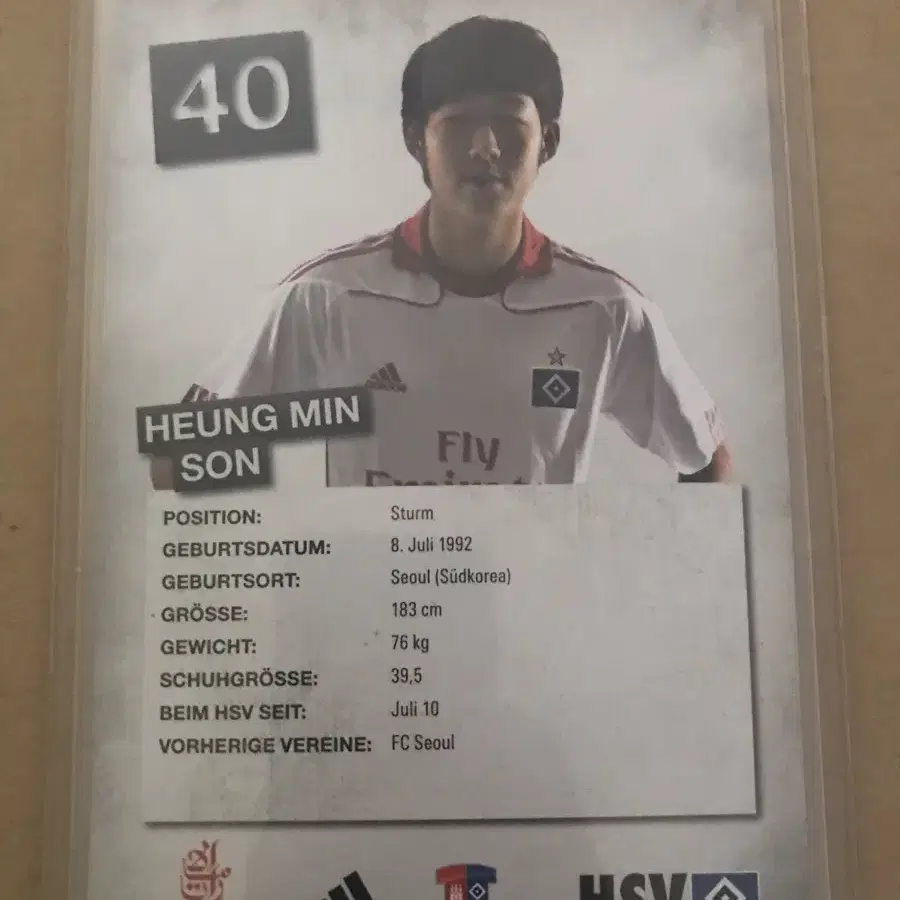 40
HEUNG MIN
SON
Fly
Emirates
POSITION: Sturm
GEBURTSDATUM: 8. Juli 1992
GEBURTSORT: Seoul (Südkorea)
GRÖSSE: 183 cm
GEWICHT: 76 kg
SCHUHGRÖSSE: 39,5
BEIM HSV SEIT: Juli 10
VORHERIGE VEREINE: FC Seoul
HSV